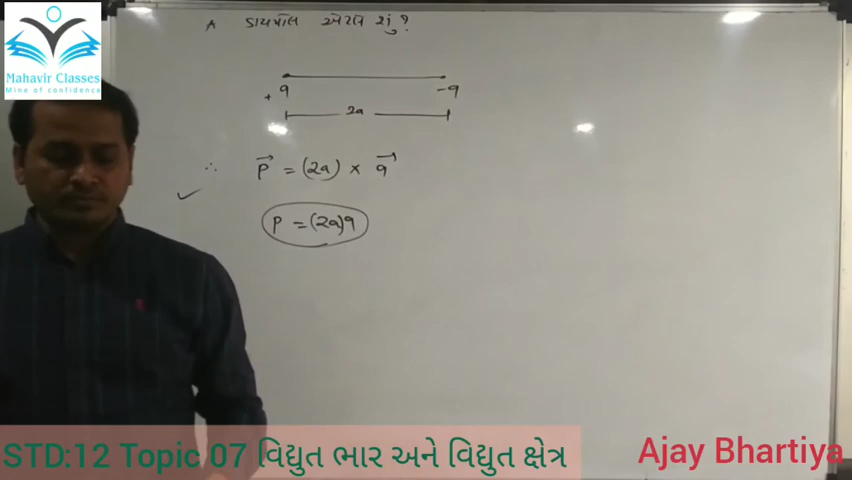 Mahavir Classes
Mine of confidence
* ડાયપોલ એટલે શું?
+q -q
2a
∴ P⃗ = (2a) × q⃗
✓
P = (2a)q
STD:12 Topic 07 વિદ્યુત ભાર અને વિદ્યુત ક્ષેત્ર
Ajay Bhartiya